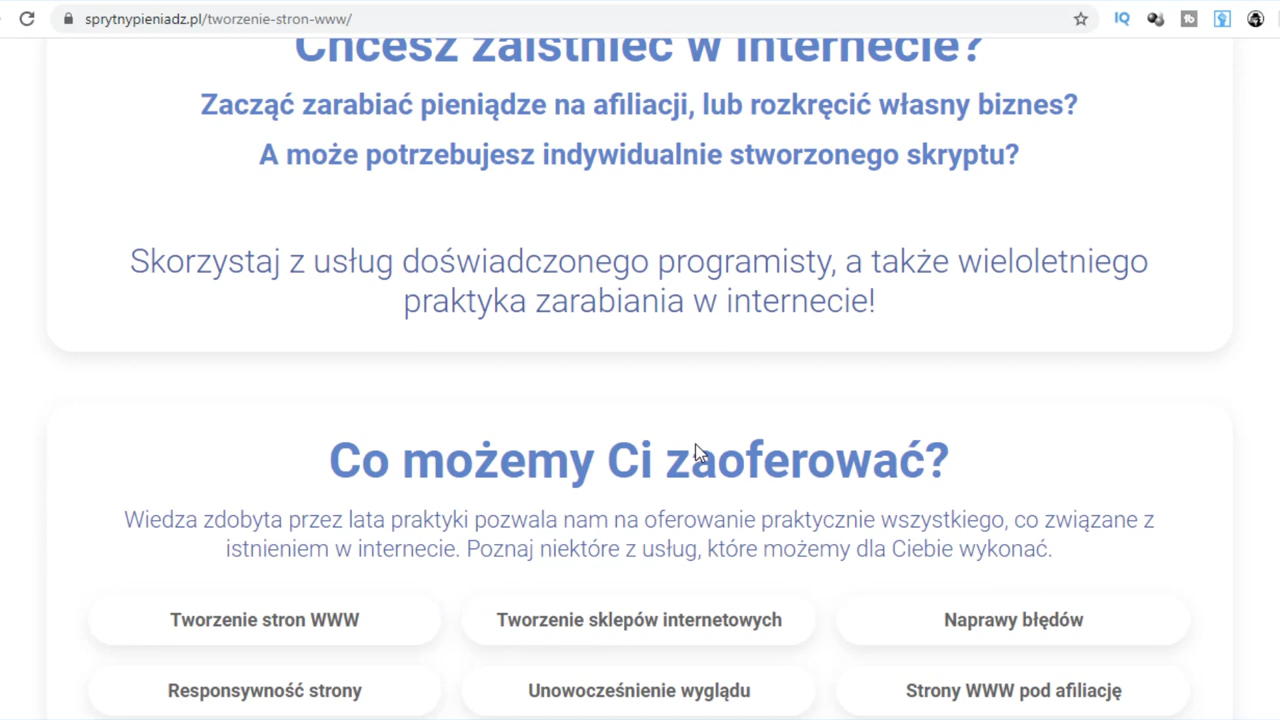 sprytnypieniadz.pl/tworzenie-stron-www/
IQ
Chcesz zaistnieć w internecie?
Zacząć zarabiać pieniądze na afiliacji, lub rozkręcić własny biznes?
A może potrzebujesz indywidualnie stworzonego skryptu?
Skorzystaj z usług doświadczonego programisty, a także wieloletniego
praktyka zarabiania w internecie!
Co możemy Ci zaoferować?
Wiedza zdobyta przez lata praktyki pozwala nam na oferowanie praktycznie wszystkiego, co związane z
istnieniem w internecie. Poznaj niektóre z usług, które możemy dla Ciebie wykonać.
Tworzenie stron WWW
Tworzenie sklepów internetowych
Naprawy błędów
Responsywność strony
Unowocześnienie wyglądu
Strony WWW pod afiliację